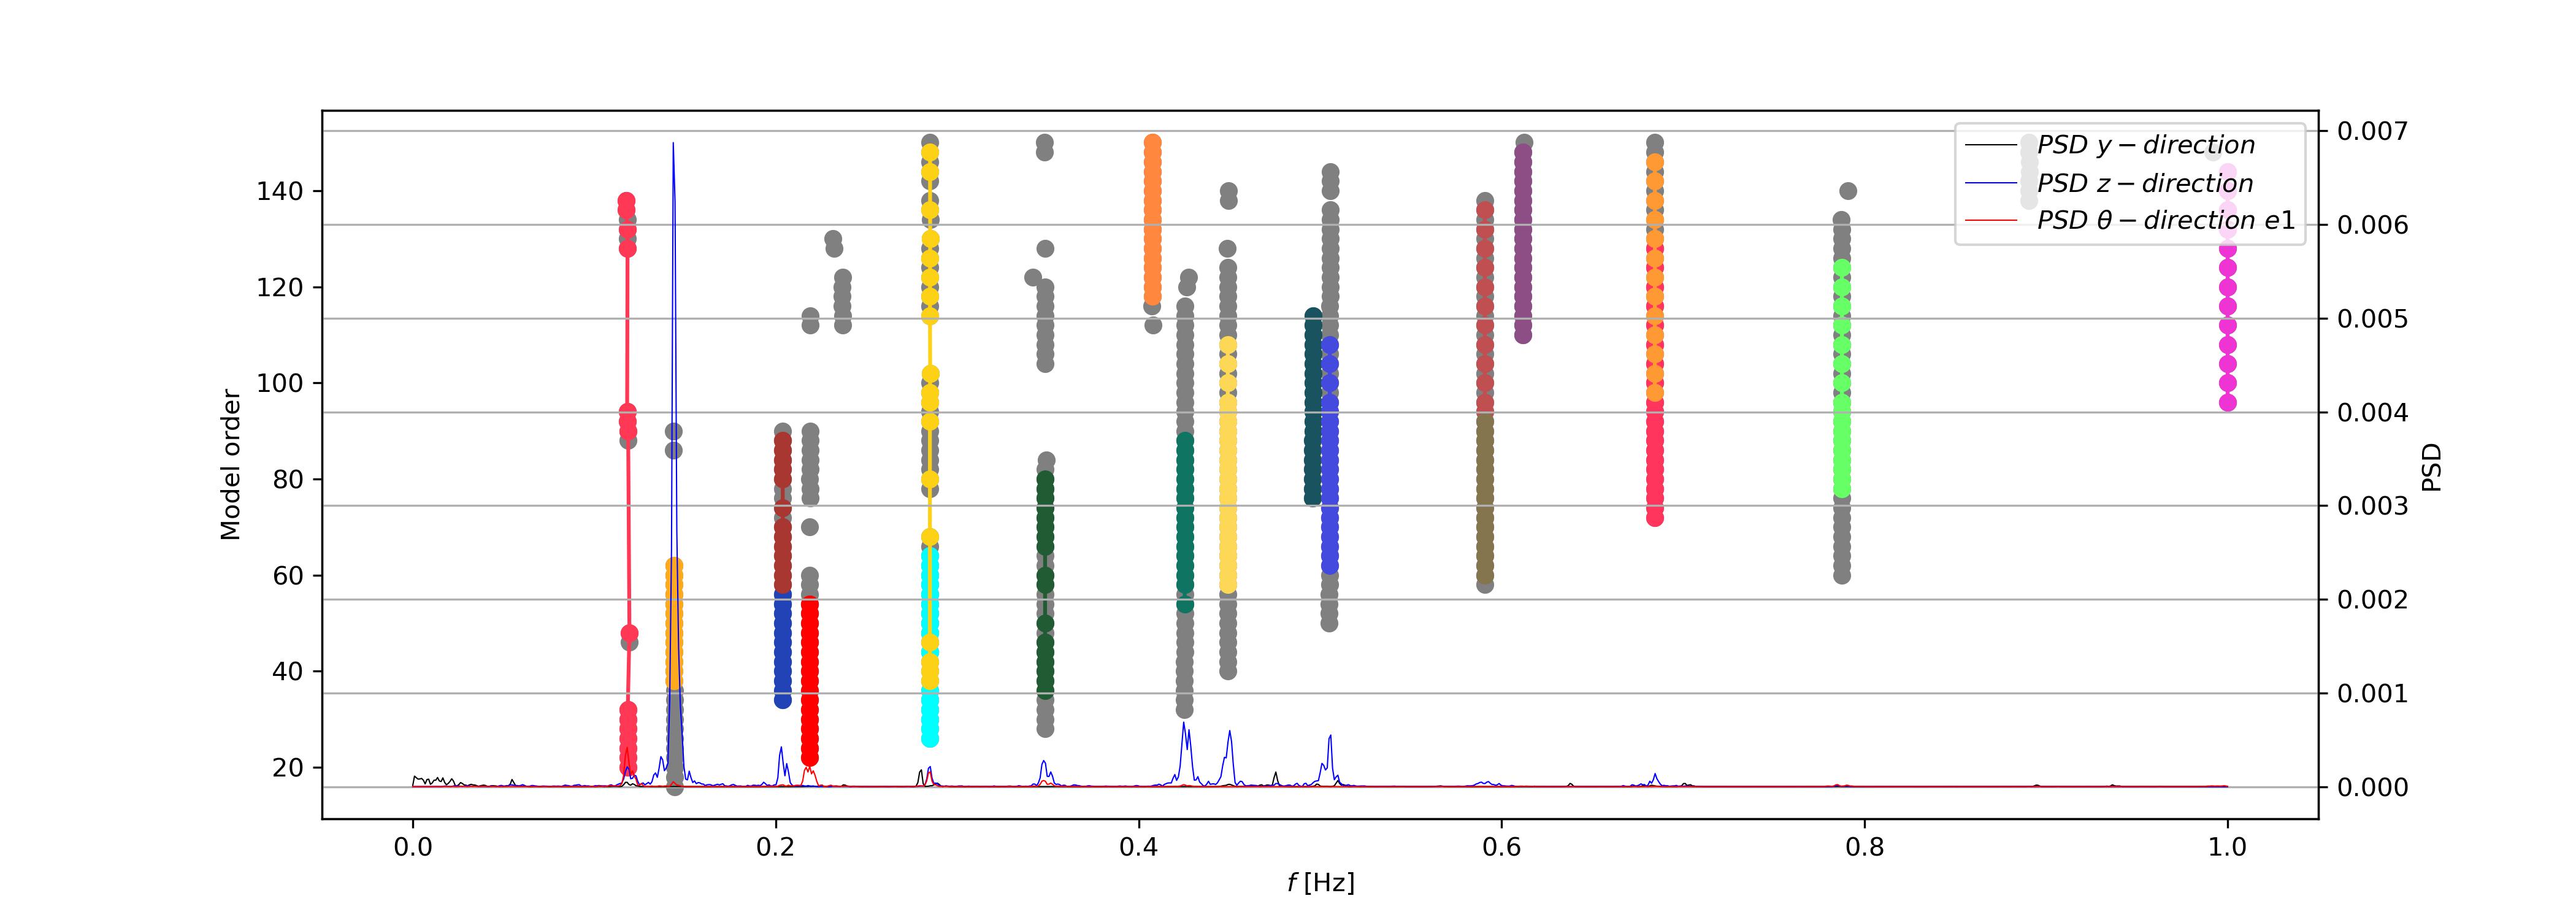 PSD y − direction
PSD z − direction
PSD θ − direction e1
140
120
100
80
60
40
20
Model order
0.007
0.006
0.005
0.004
0.003
0.002
0.001
0.000
PSD
0.0 0.2 0.4 0.6 0.8 1.0
f [Hz]